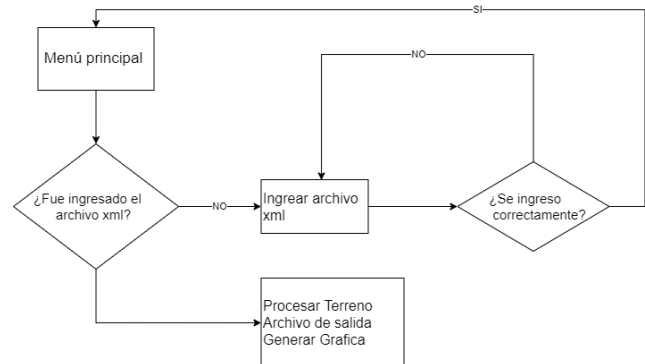 SI
Menú principal
NO
¿Fue ingresado el
archivo xml?
NO
Ingrear archivo
xml
¿Se ingreso
correctamente?
Procesar Terreno
Archivo de salida
Generar Grafica